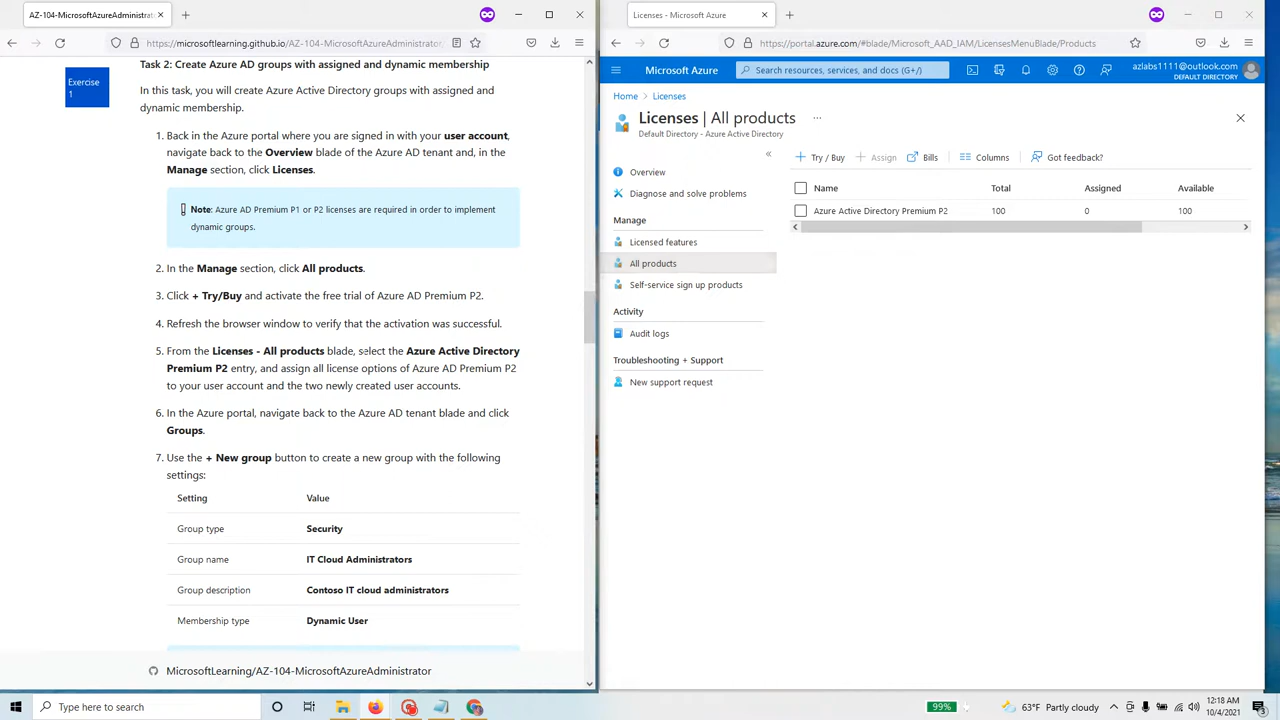 AZ-104-MicrosoftAzureAdministrat
https://microsoftlearning.github.io/AZ-104-MicrosoftAzureAdministrator/
Exercise
1
Task 2: Create Azure AD groups with assigned and dynamic membership
In this task, you will create Azure Active Directory groups with assigned and
dynamic membership.
1. Back in the Azure portal where you are signed in with your user account,
navigate back to the Overview blade of the Azure AD tenant and, in the
Manage section, click Licenses.
Note: Azure AD Premium P1 or P2 licenses are required in order to implement
dynamic groups.
2. In the Manage section, click All products.
3. Click + Try/Buy and activate the free trial of Azure AD Premium P2.
4. Refresh the browser window to verify that the activation was successful.
5. From the Licenses - All products blade, select the Azure Active Directory
Premium P2 entry, and assign all license options of Azure AD Premium P2
to your user account and the two newly created user accounts.
6. In the Azure portal, navigate back to the Azure AD tenant blade and click
Groups.
7. Use the + New group button to create a new group with the following
settings:
Setting Value
Group type Security
Group name IT Cloud Administrators
Group description Contoso IT cloud administrators
Membership type Dynamic User
MicrosoftLearning/AZ-104-MicrosoftAzureAdministrator
Licenses - Microsoft Azure
https://portal.azure.com/#blade/Microsoft_AAD_IAM/LicensesMenuBlade/Products
Microsoft Azure
Search resources, services, and docs (G+/)
azlabs1111@outlook.com
DEFAULT DIRECTORY
Home > Licenses
Licenses | All products ...
Default Directory - Azure Active Directory
Overview
Diagnose and solve problems
Manage
Licensed features
All products
Self-service sign up products
Activity
Audit logs
Troubleshooting + Support
New support request
+ Try / Buy + Assign Bills Columns Got feedback?
Name Total Assigned Available
Azure Active Directory Premium P2 100 0 100
Type here to search
99%
63°F Partly cloudy
12:18 AM
10/4/2021
3